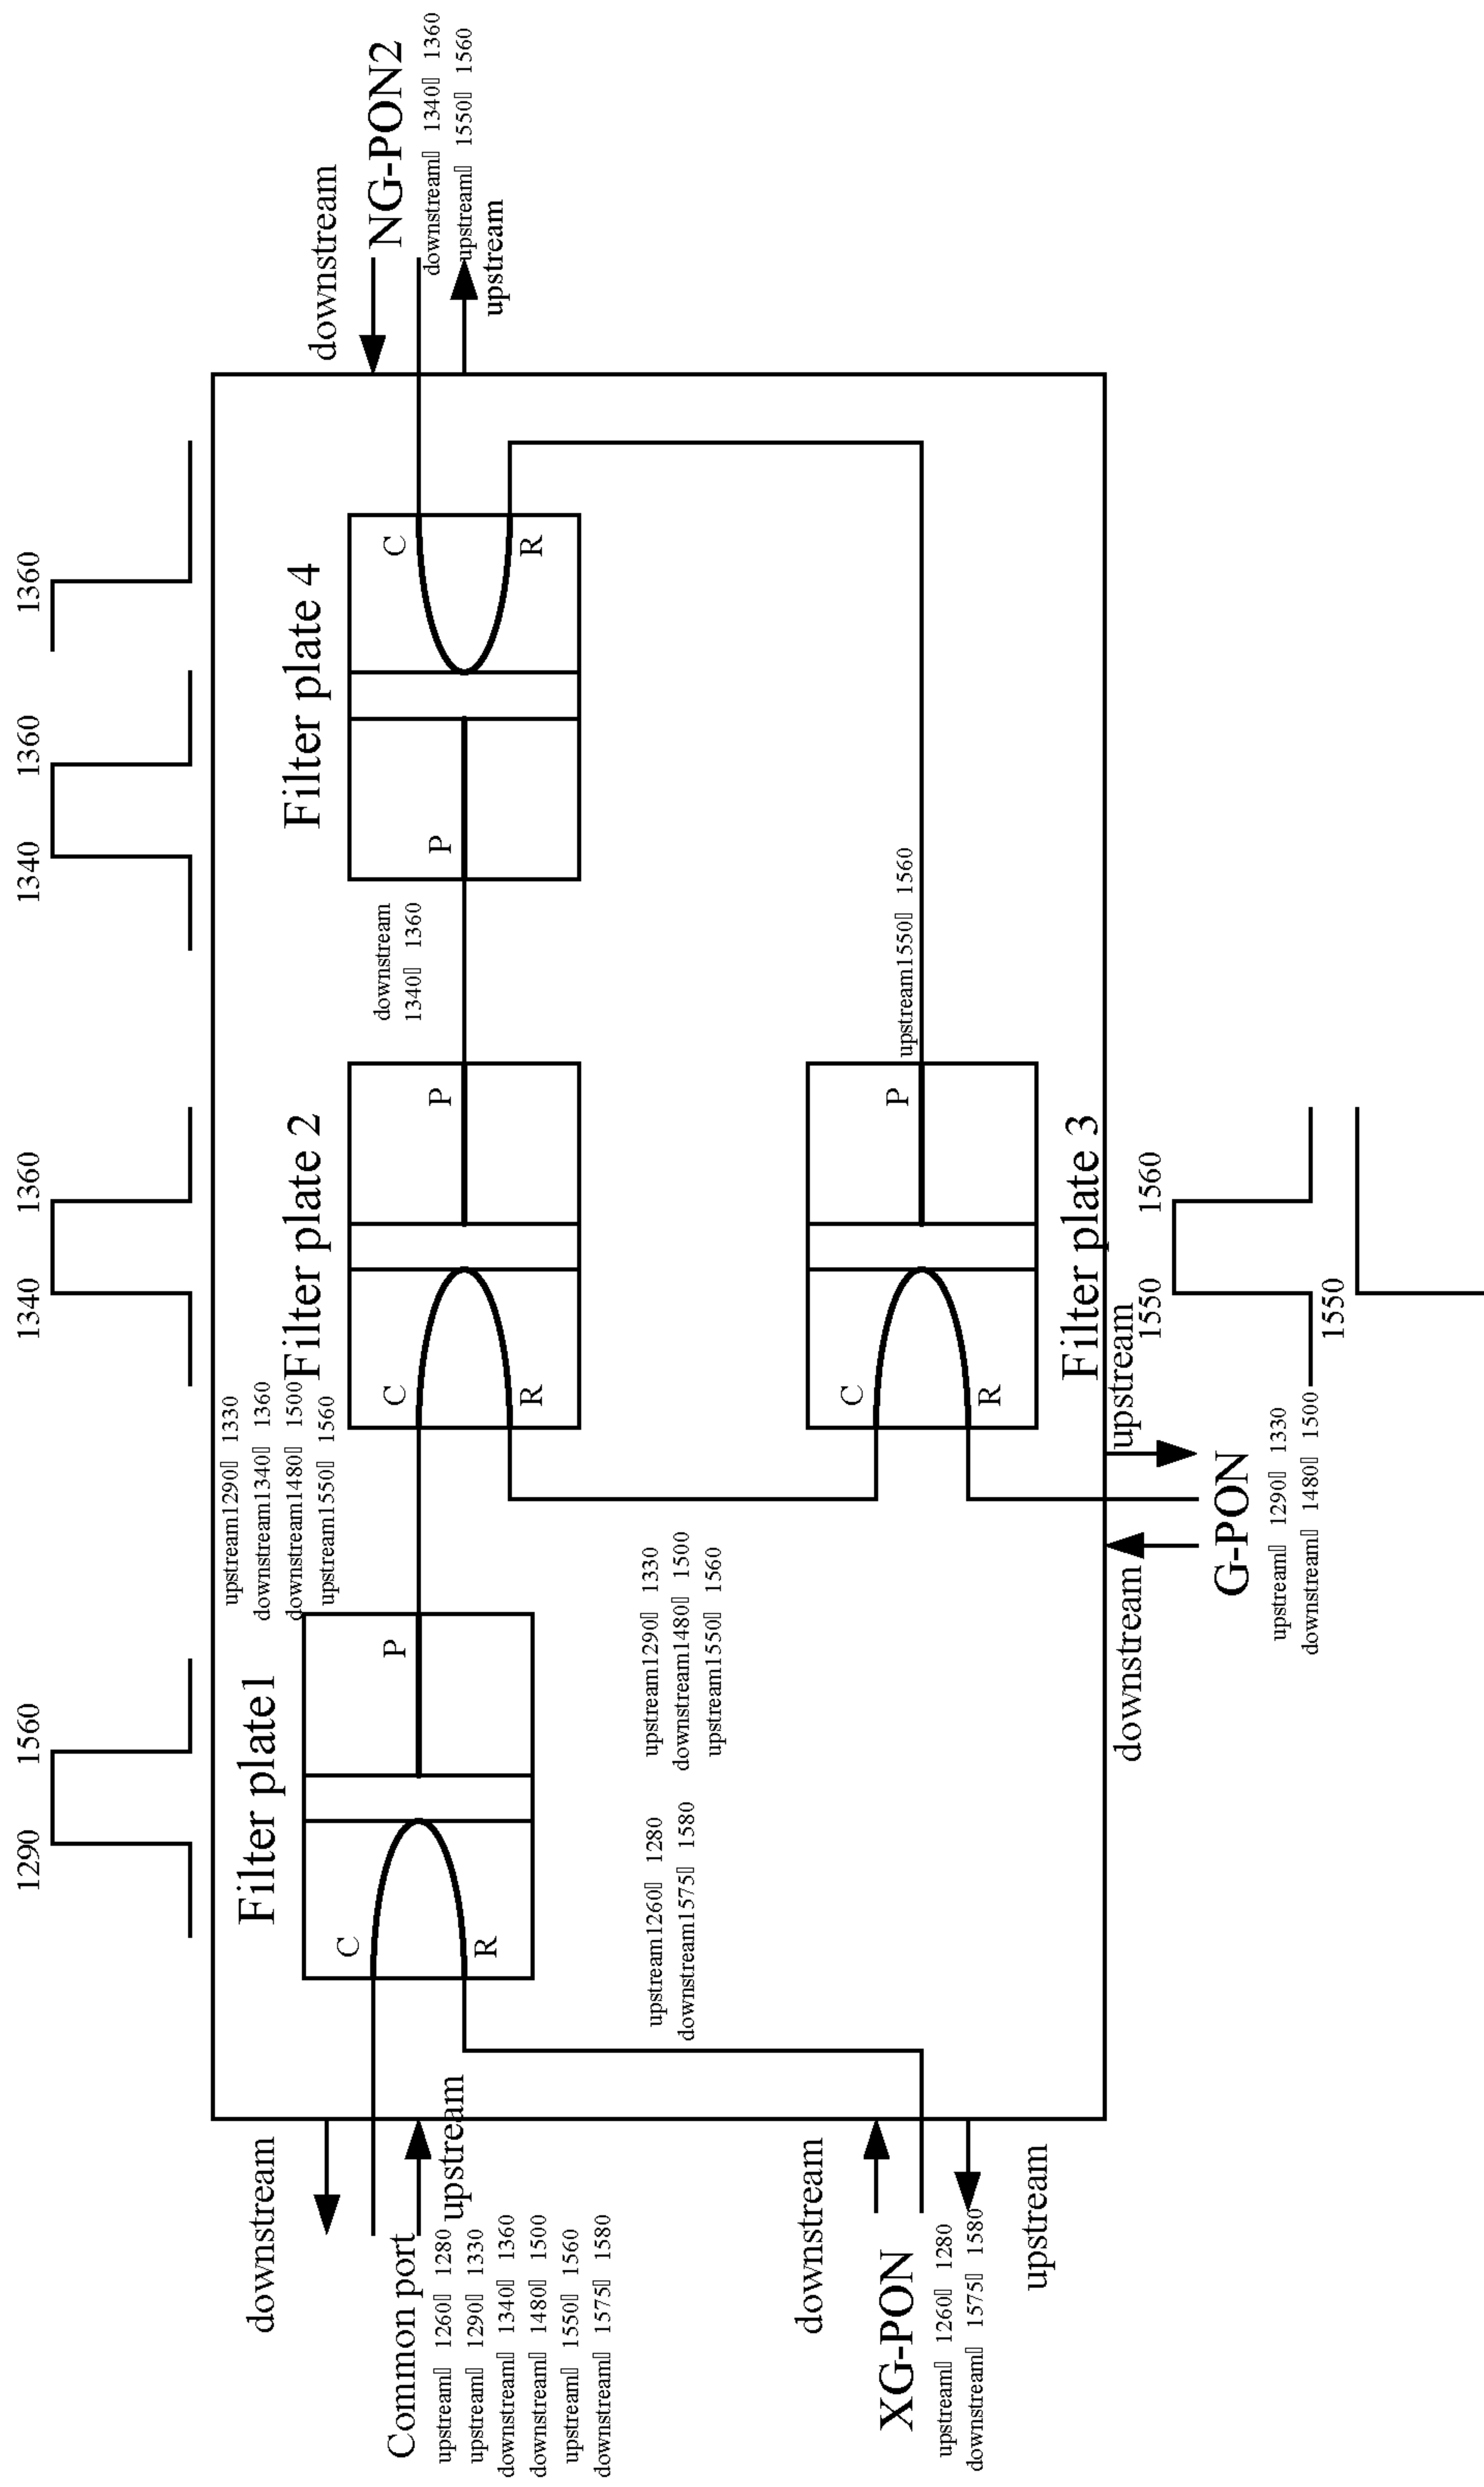 1290
1560
1340
1360
1340
1360
1360
downstream
Filter plate1
upstream1290▯ 1330
downstream1340▯ 1360
downstream1480▯ 1500
upstream1550▯ 1560
Filter plate 2
Filter plate 4
downstream
C
P
R
C
P
R
downstream
1340▯ 1360
P
C
R
NG-PON2
downstream▯ 1340▯ 1360
upstream▯ 1550▯ 1560
upstream
Common port
upstream
upstream▯ 1260▯ 1280
upstream▯ 1290▯ 1330
downstream▯ 1340▯ 1360
downstream▯ 1480▯ 1500
upstream▯ 1550▯ 1560
downstream▯ 1575▯ 1580
upstream1260▯ 1280
downstream1575▯ 1580
upstream1290▯ 1330
downstream1480▯ 1500
upstream1550▯ 1560
downstream
XG-PON
upstream▯ 1260▯ 1280
downstream▯ 1575▯ 1580
upstream
C
P
R
upstream1550▯ 1560
Filter plate 3
downstream
upstream
G-PON
upstream▯ 1290▯ 1330
downstream▯ 1480▯ 1500
1550
1560
1550